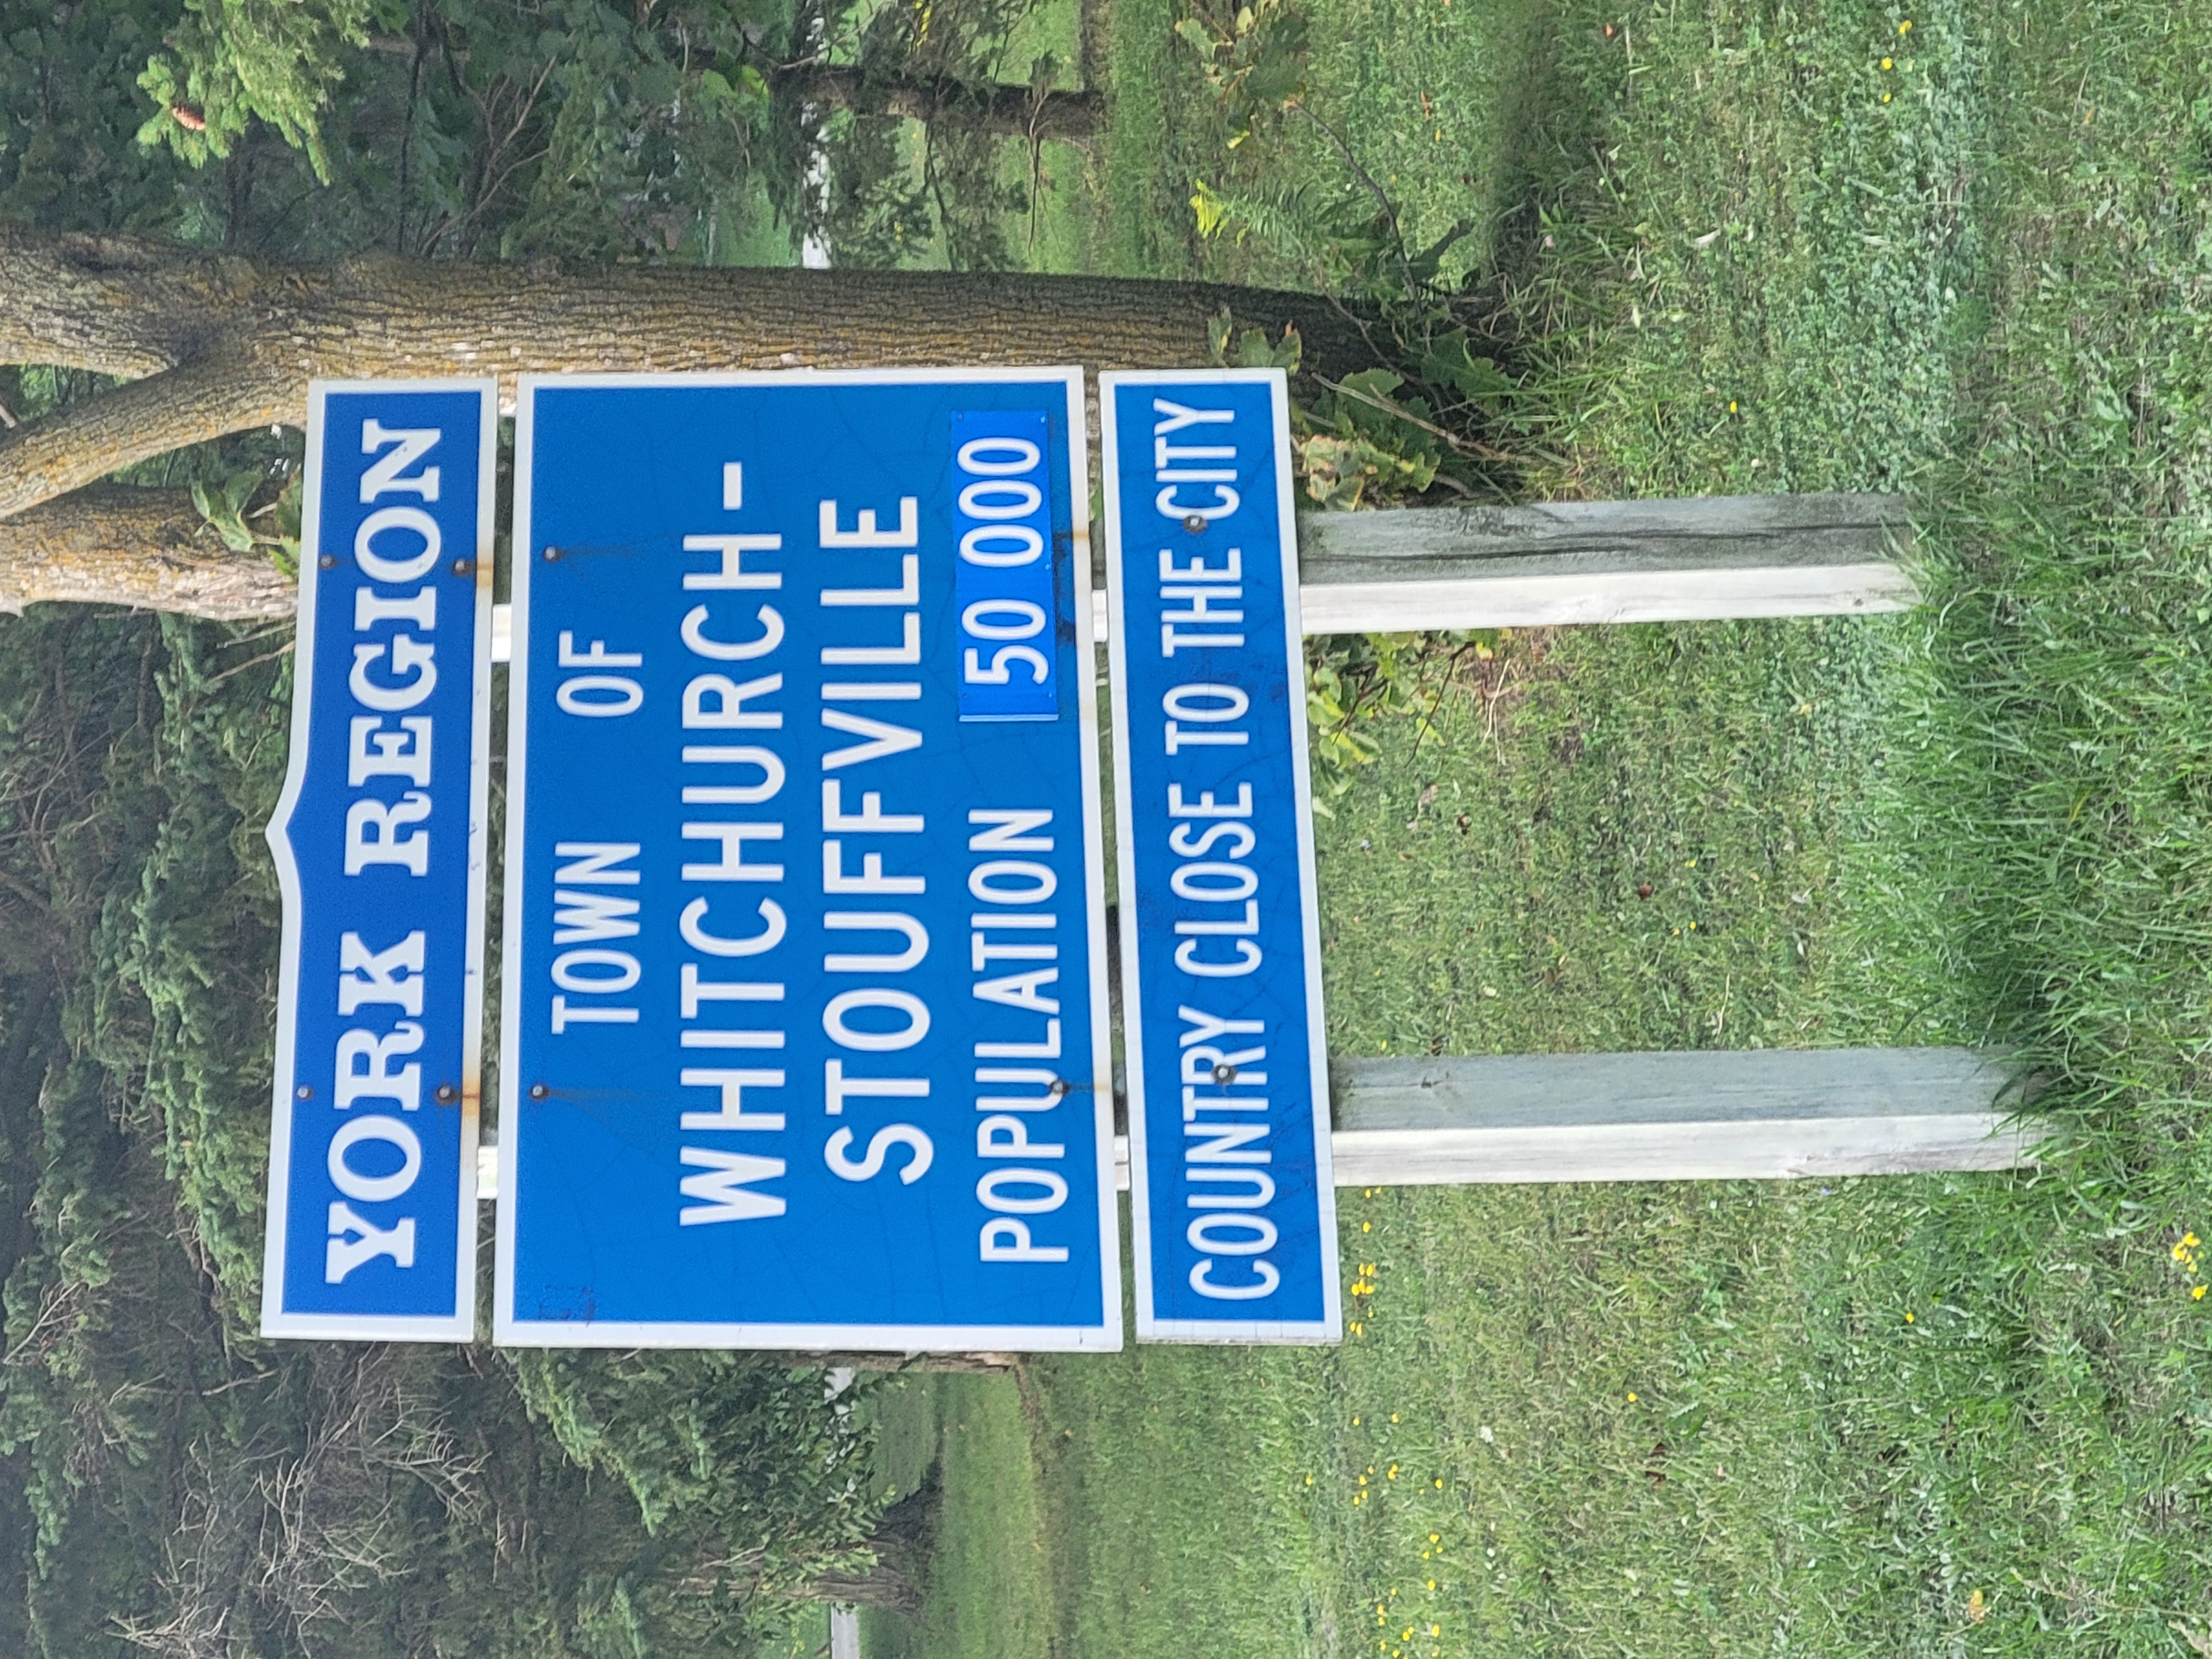 YORK REGION
TOWN OF
WHITCHURCH-
STOUFFVILLE
POPULATION 50 000
COUNTRY CLOSE TO THE CITY